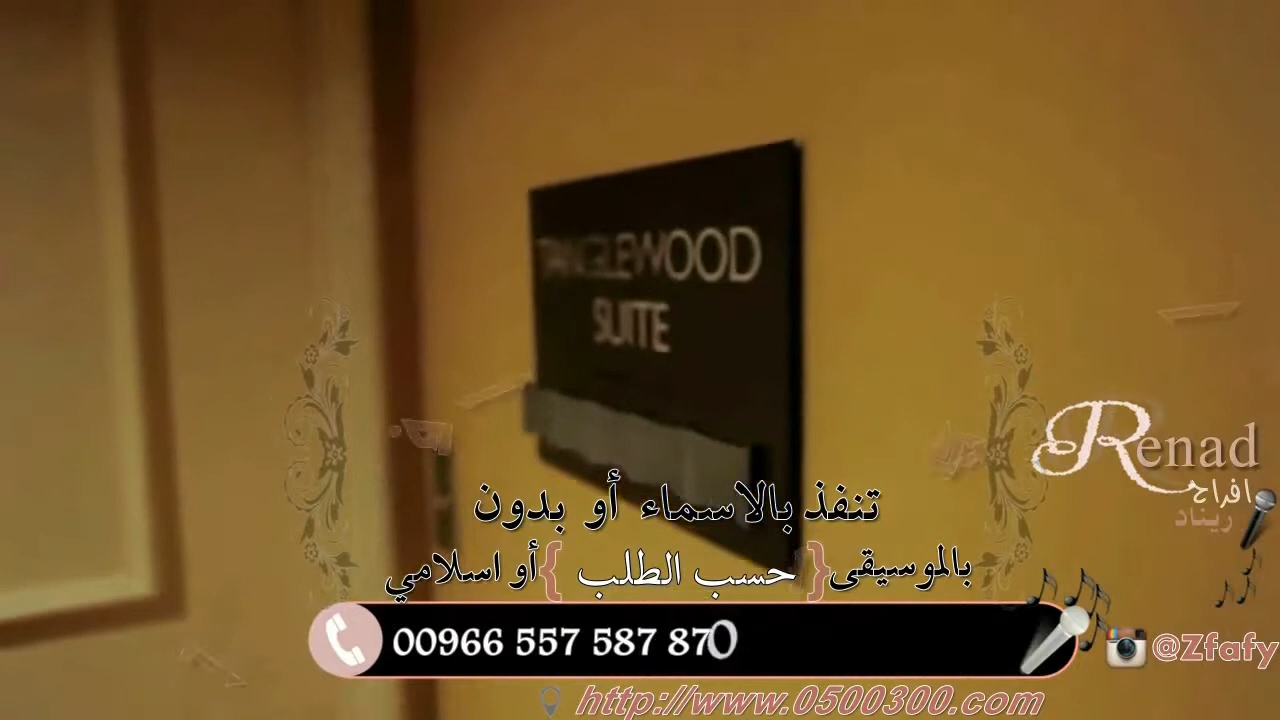 TANGLEWOOD
SUITE
Renad
افراح
ريناد
تنفذ بالاسماء أو بدون
بالموسيقى { حسب الطلب } أو اسلامي
00966 557 587 870
@Zfafy
http://www.0500300.com